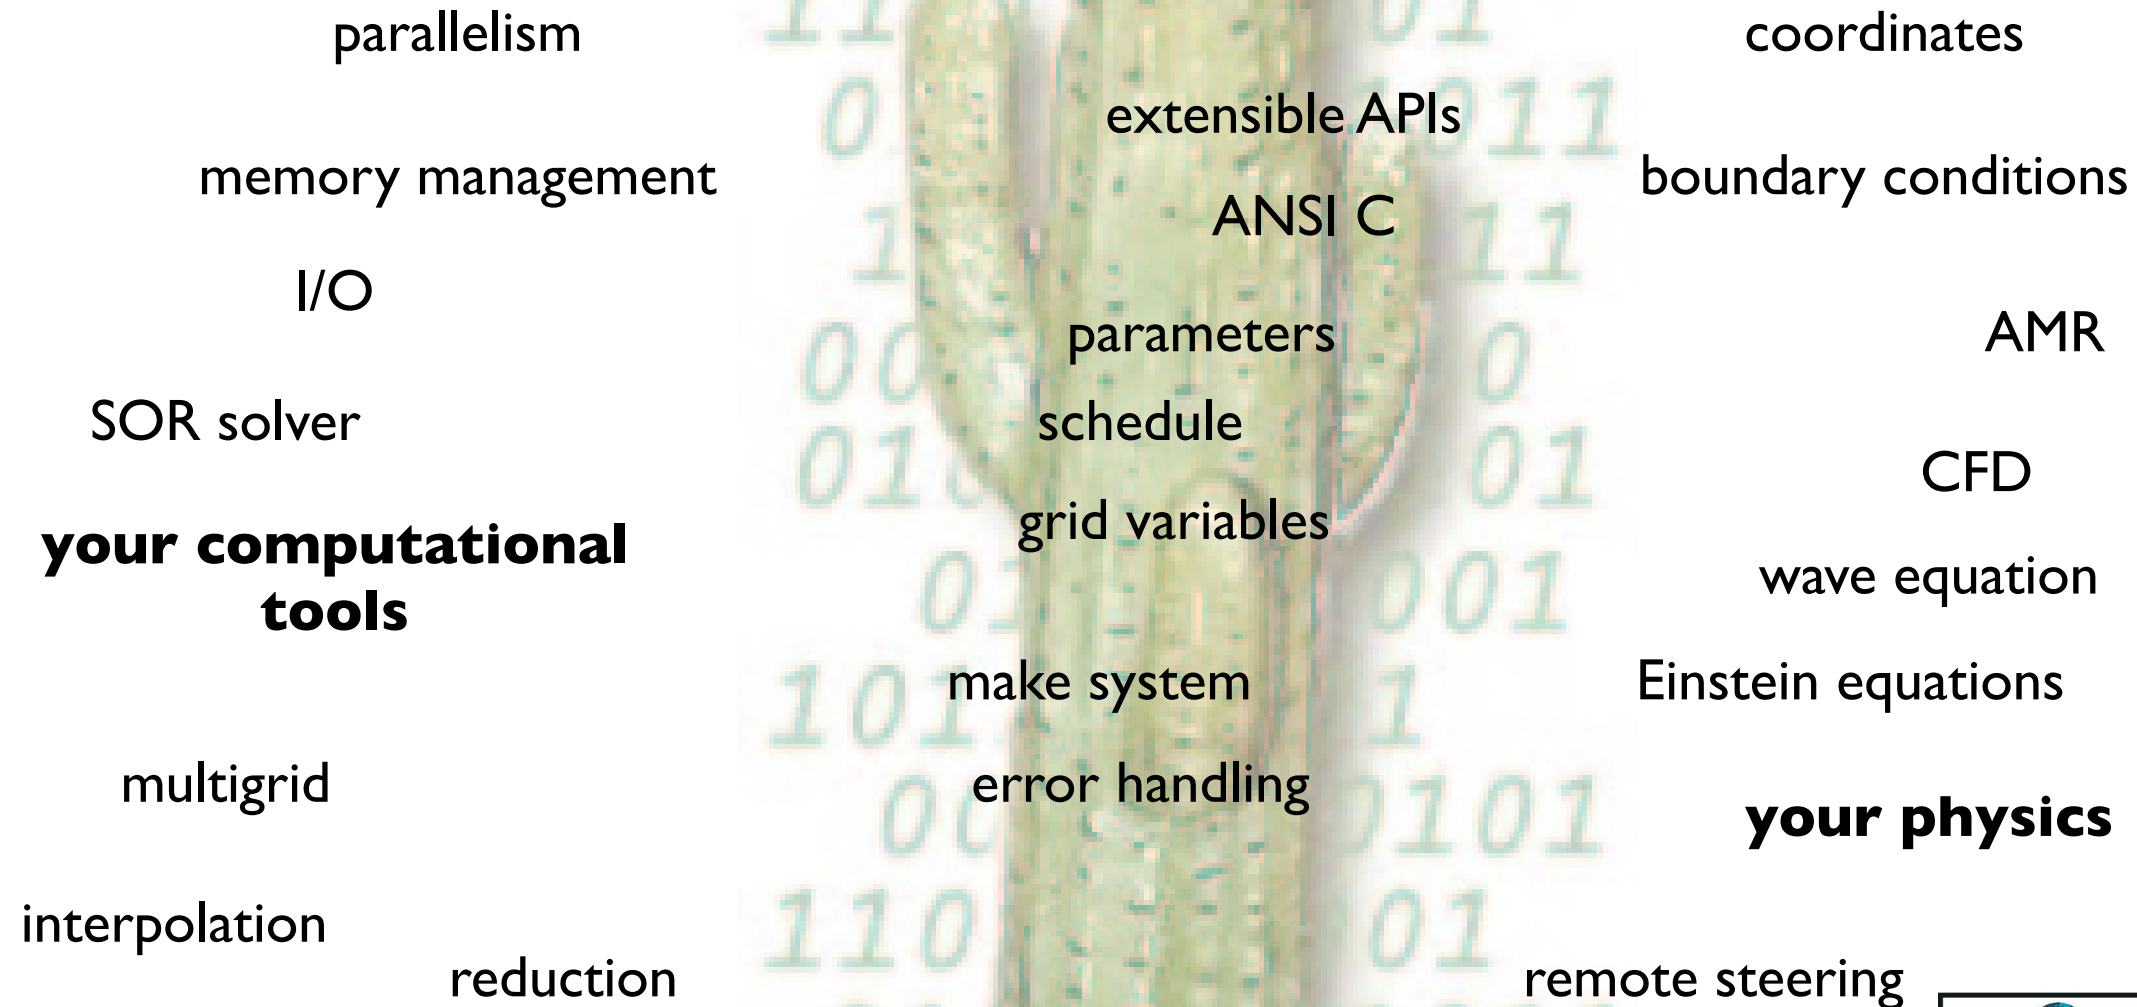 parallelism
memory management
I/O
SOR solver
your computational
tools
multigrid
interpolation
reduction
extensible APIs
ANSI C
parameters
schedule
grid variables
make system
error handling
coordinates
boundary conditions
AMR
CFD
wave equation
Einstein equations
your physics
remote steering